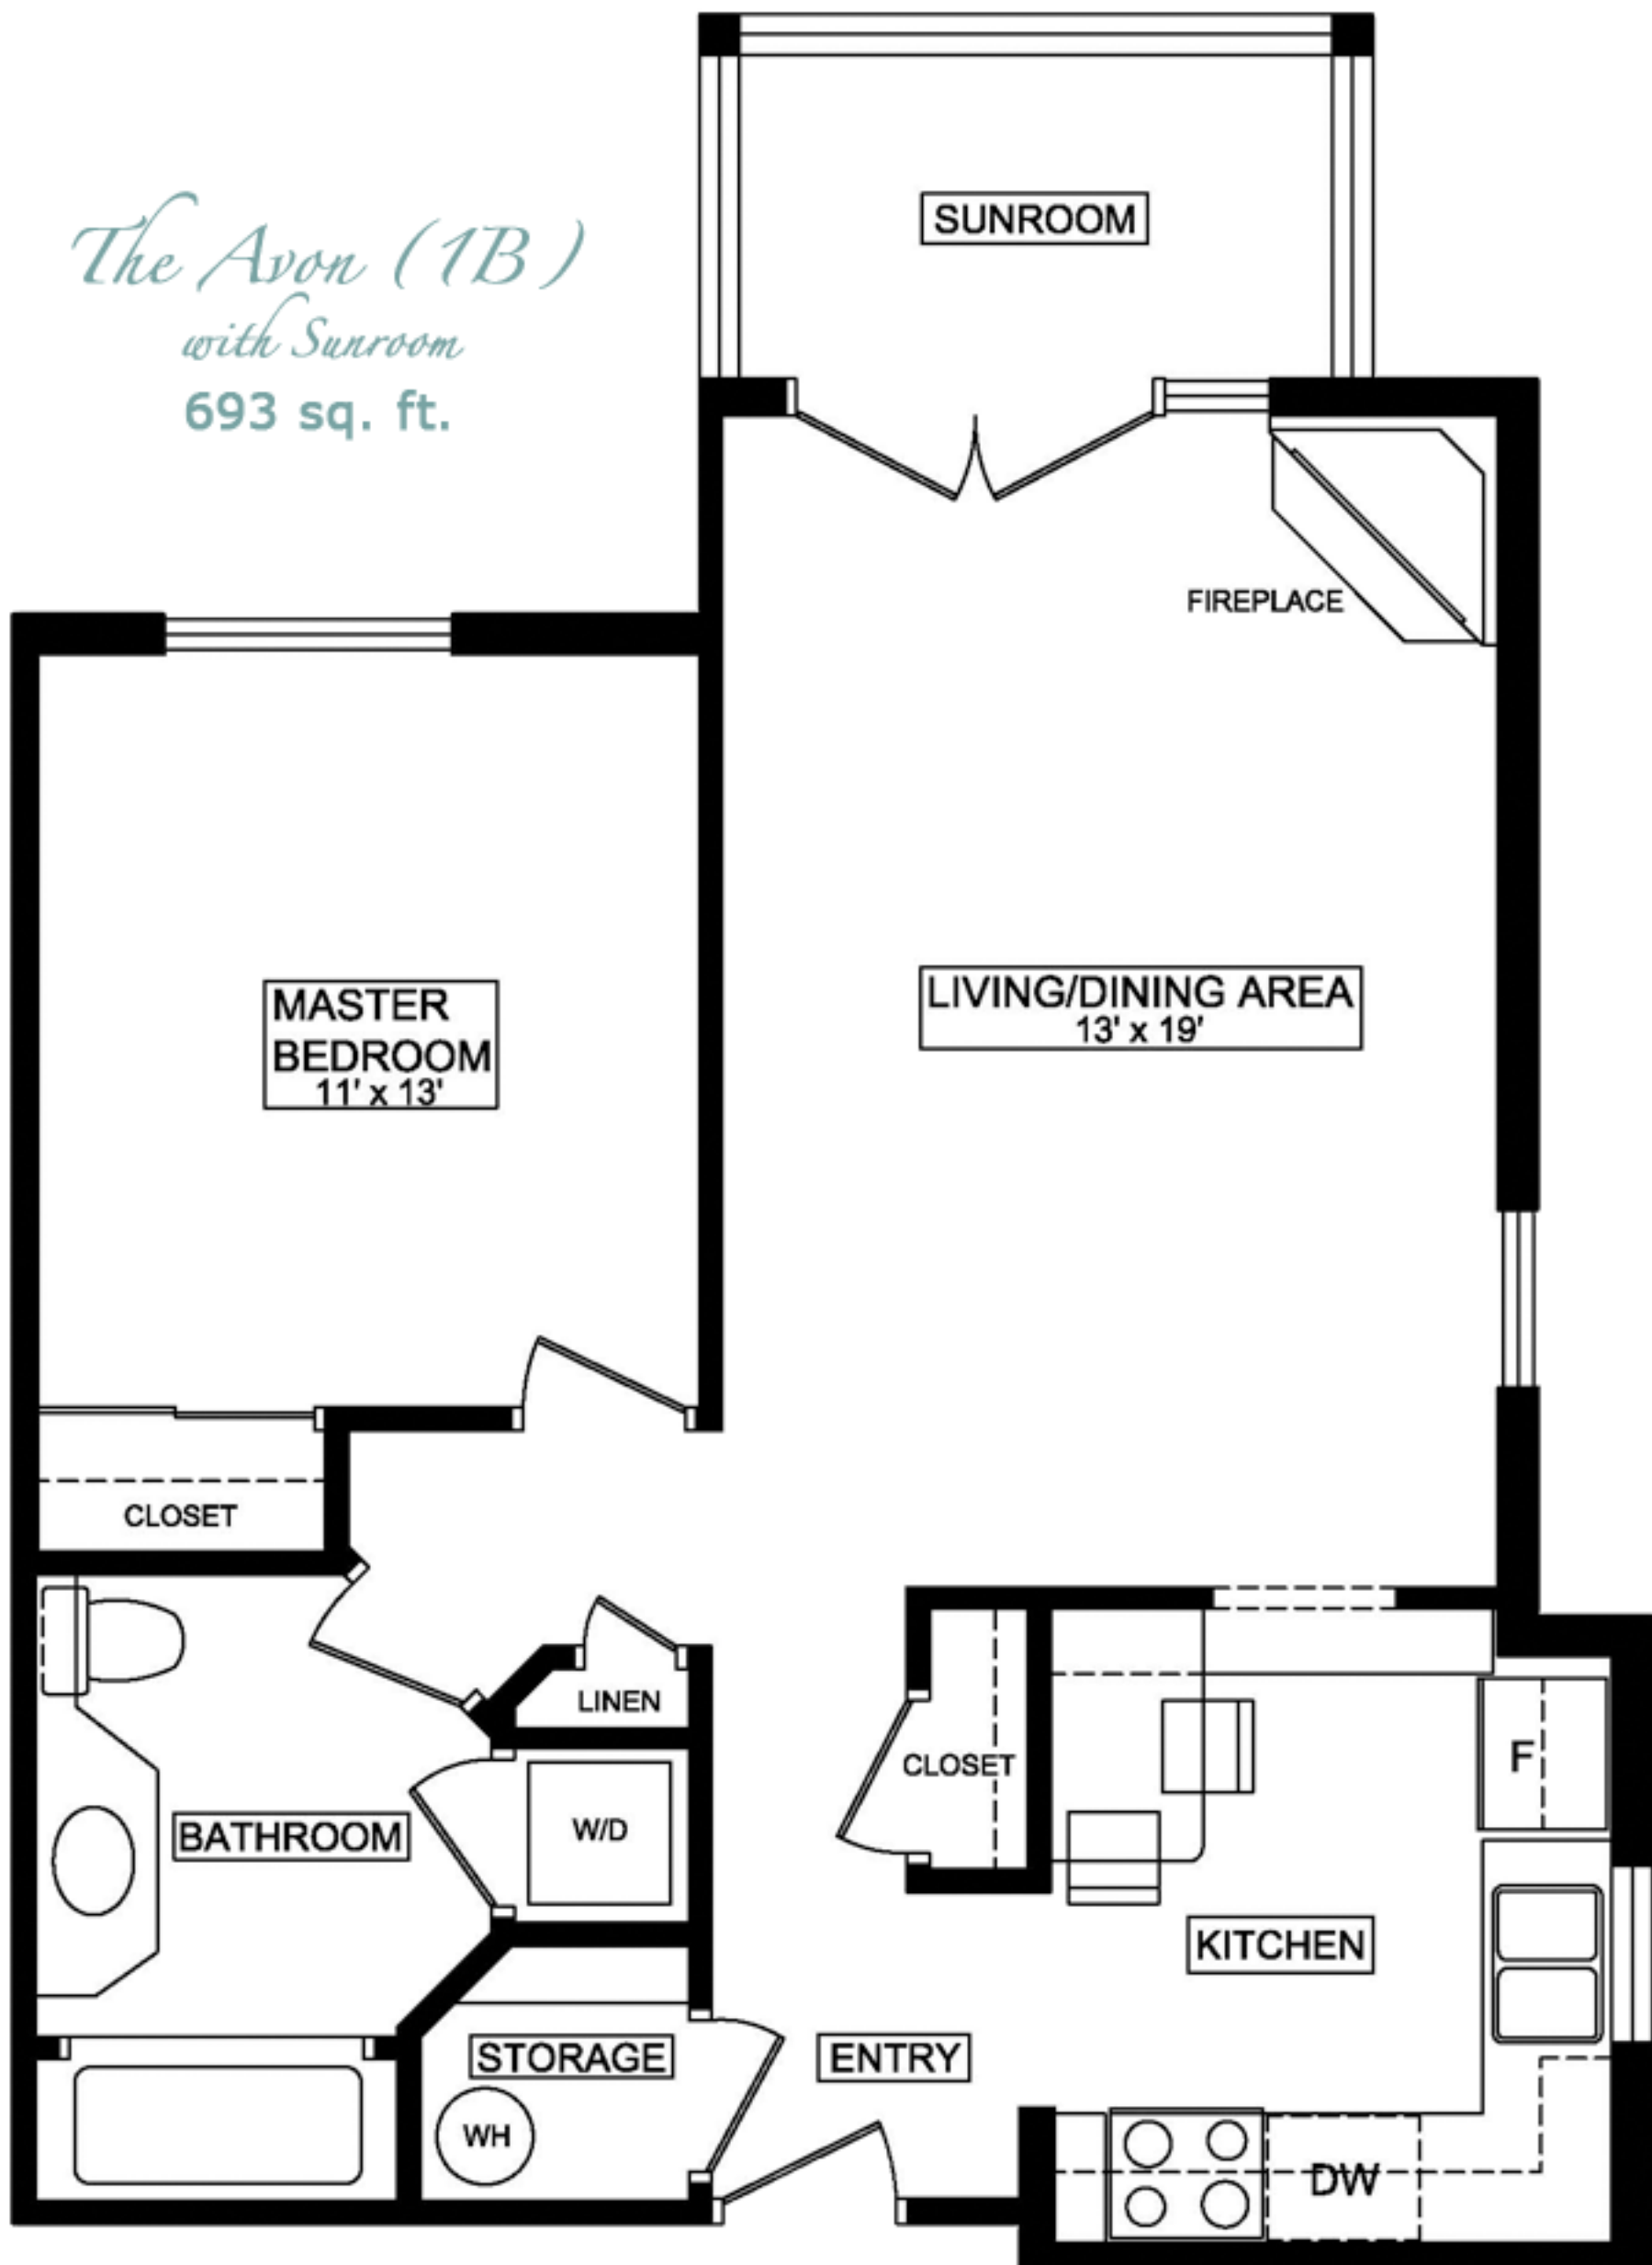 The Avon (1B)
with Sunroom
693 sq. ft.
SUNROOM
FIREPLACE
MASTER
BEDROOM
11' x 13'
LIVING/DINING AREA
13' x 19'
CLOSET
LINEN
CLOSET
F
W/D
BATHROOM
KITCHEN
STORAGE
ENTRY
WH
DW